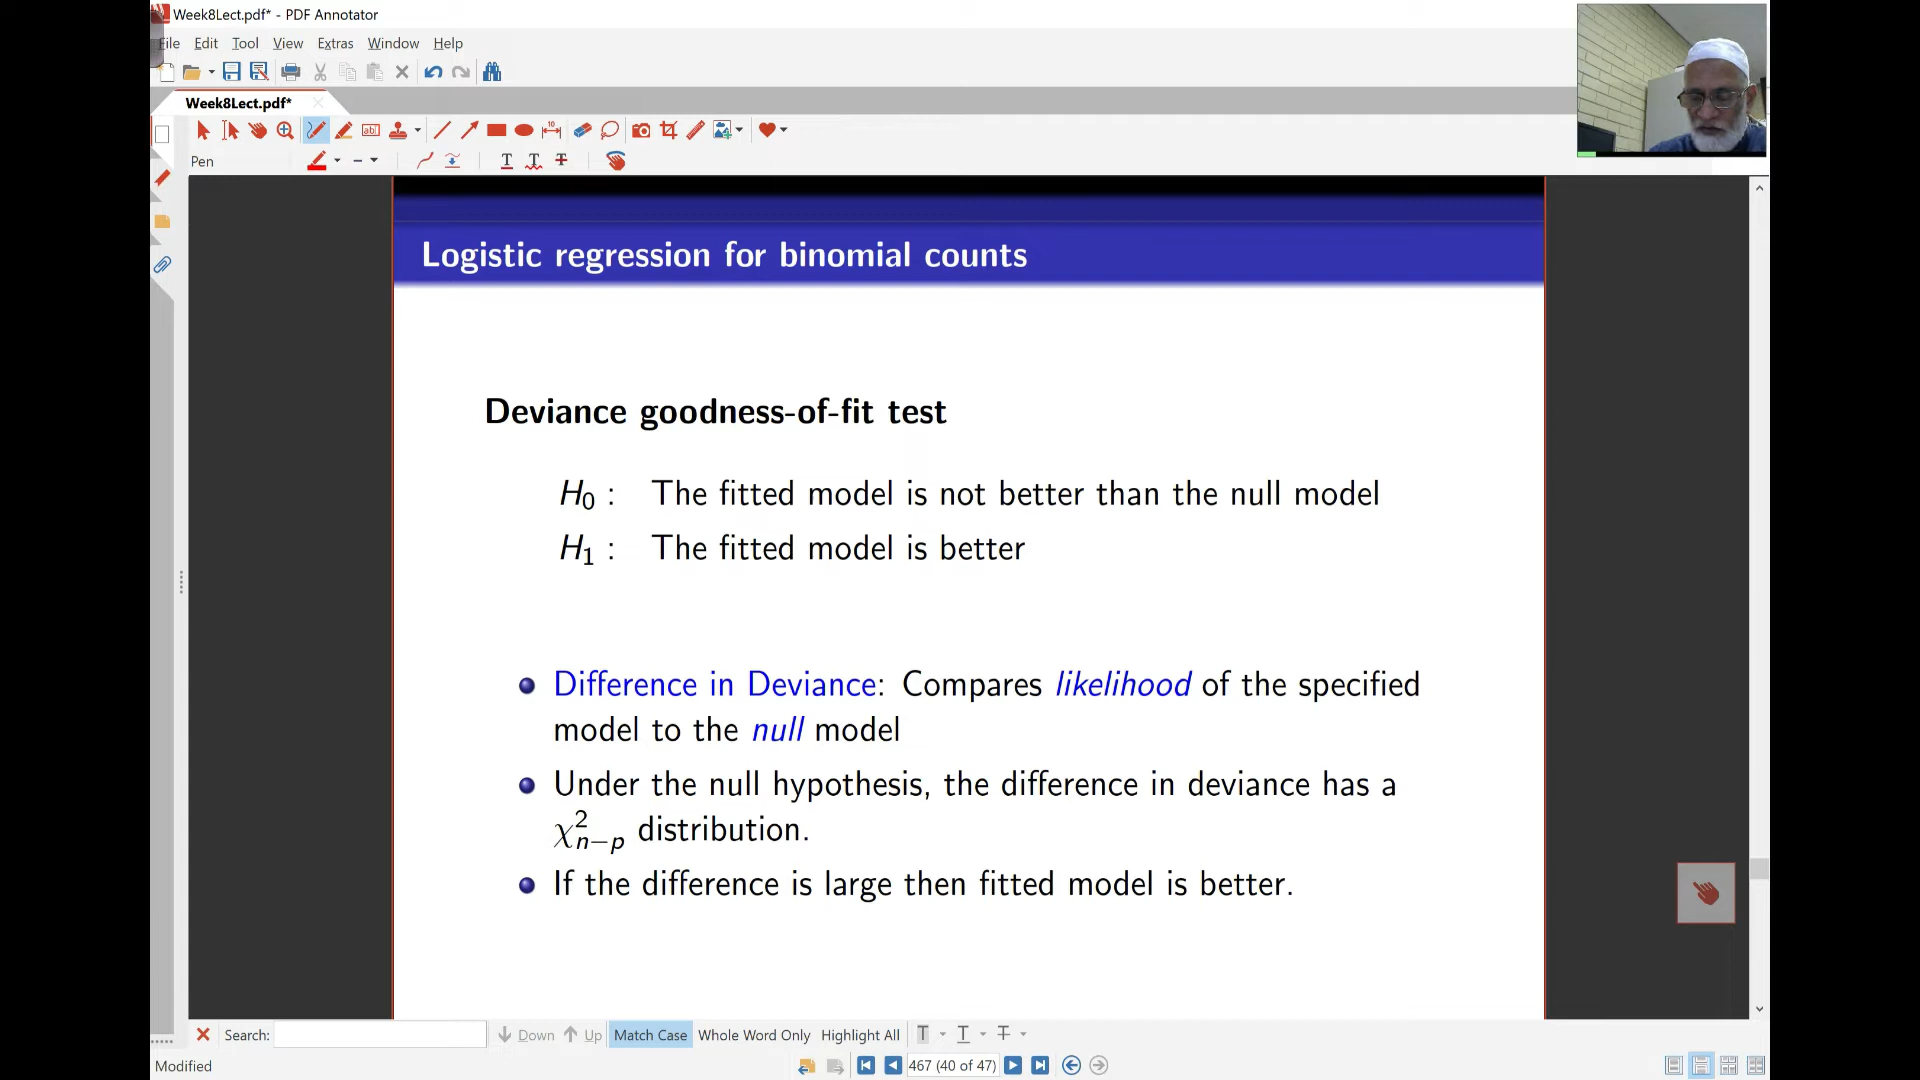 Week8Lect.pdf* - PDF Annotator
File Edit Tool View Extras Window Help
Week8Lect.pdf*
Pen
Logistic regression for binomial counts
Deviance goodness-of-fit test
H₀ : The fitted model is not better than the null model
H₁ : The fitted model is better
Difference in Deviance: Compares likelihood of the specified
model to the null model
Under the null hypothesis, the difference in deviance has a
χ²ₙ₋ₚ distribution.
If the difference is large then fitted model is better.
Search: Down Up Match Case Whole Word Only Highlight All
Modified
467 (40 of 47)